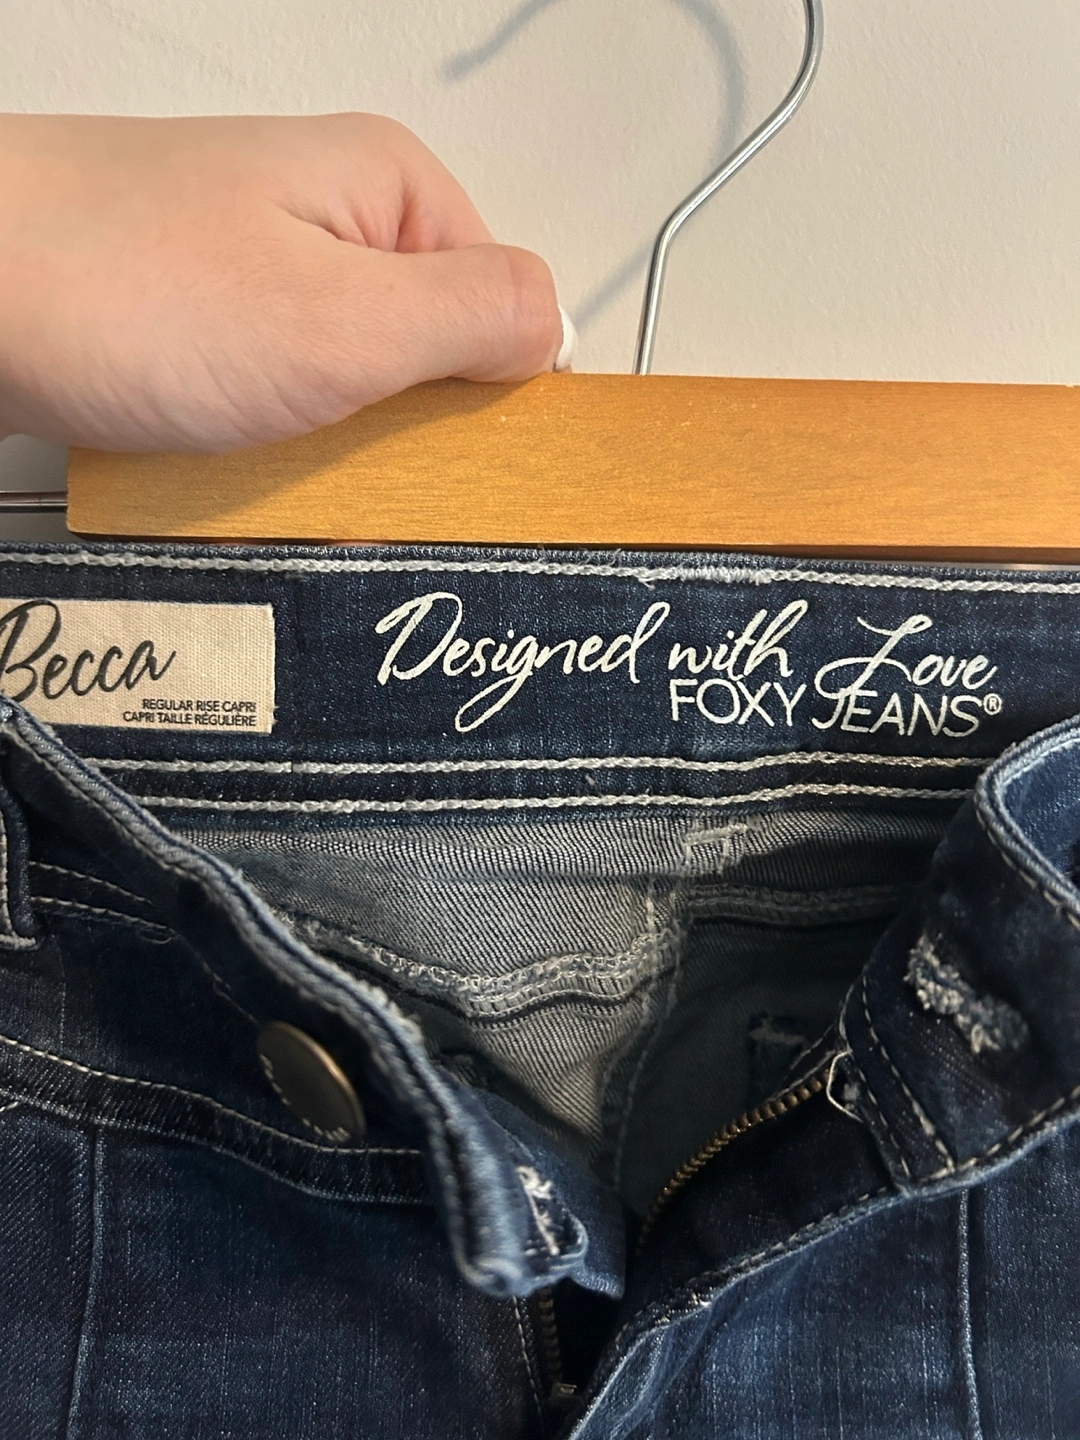 Becca
REGULAR RISE CAPRI
CAPRI TAILLE RÉGULIÈRE
Designed with Love
FOXY JEANS®